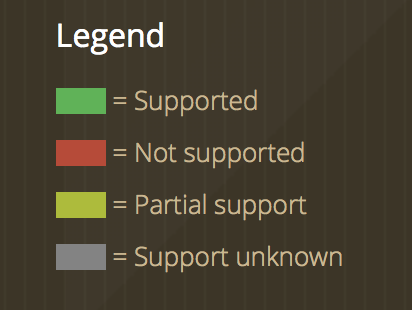 Legend
= Supported
= Not supported
= Partial support
= Support unknown